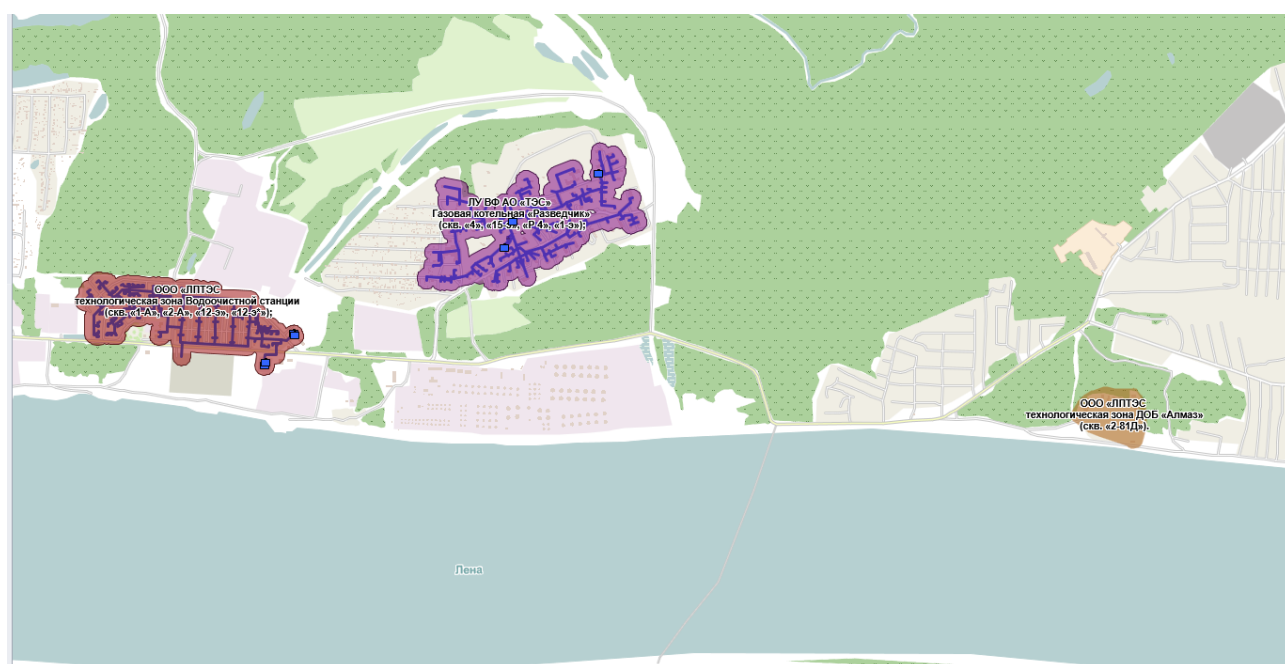 ЛУ ВФ АО «ТЭС»
Газовая котельная «Разведчик»
(скв. «4», «15-э», «Р-4», «1-э»);
ООО «ЛПТЭС
технологическая зона Водоочистной станции
(скв. «1-А», «2-А», «12-э», «12-э²»);
ООО «ЛПТЭС
технологическая зона ДОБ «Алмаз»
(скв. «2-81Д»).
Лена